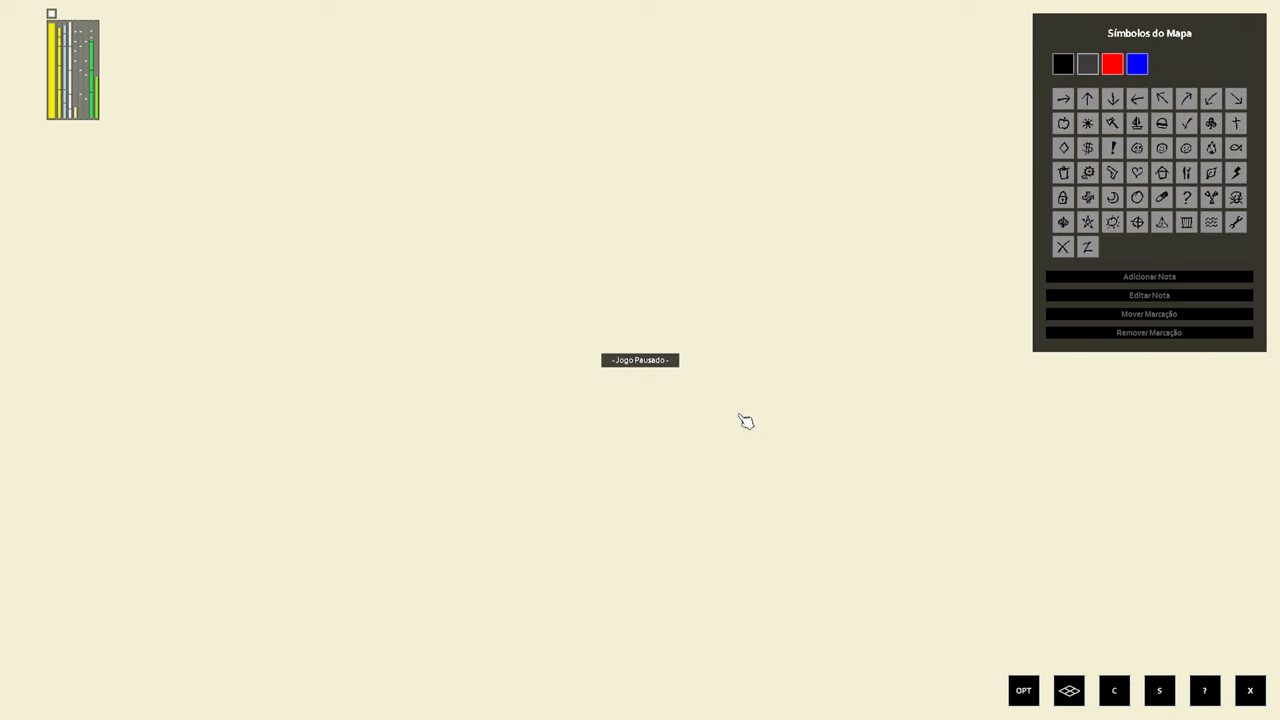 Símbolos do Mapa
Adicionar Nota
Editar Nota
Mover Marcação
Remover Marcação
- Jogo Pausado -
OPT
C
S
?
X